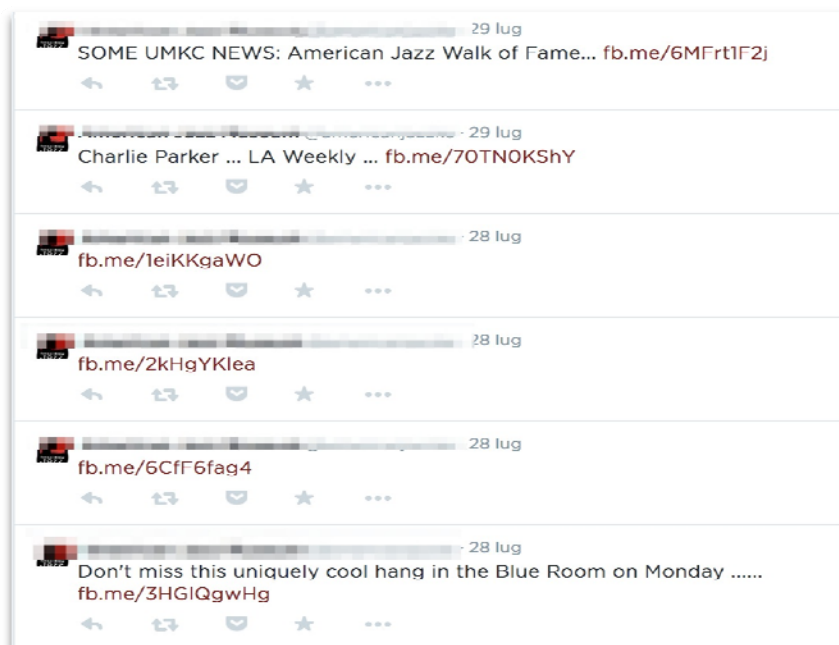 29 lug
SOME UMKC NEWS: American Jazz Walk of Fame... fb.me/6MFrt1F2j
· 29 lug
Charlie Parker ... LA Weekly ... fb.me/70TN0KShY
· 28 lug
fb.me/1eiKKgaWO
28 lug
fb.me/2kHgYKlea
· 28 lug
fb.me/6CfF6fag4
· 28 lug
Don't miss this uniquely cool hang in the Blue Room on Monday ......
fb.me/3HGlQgwHg